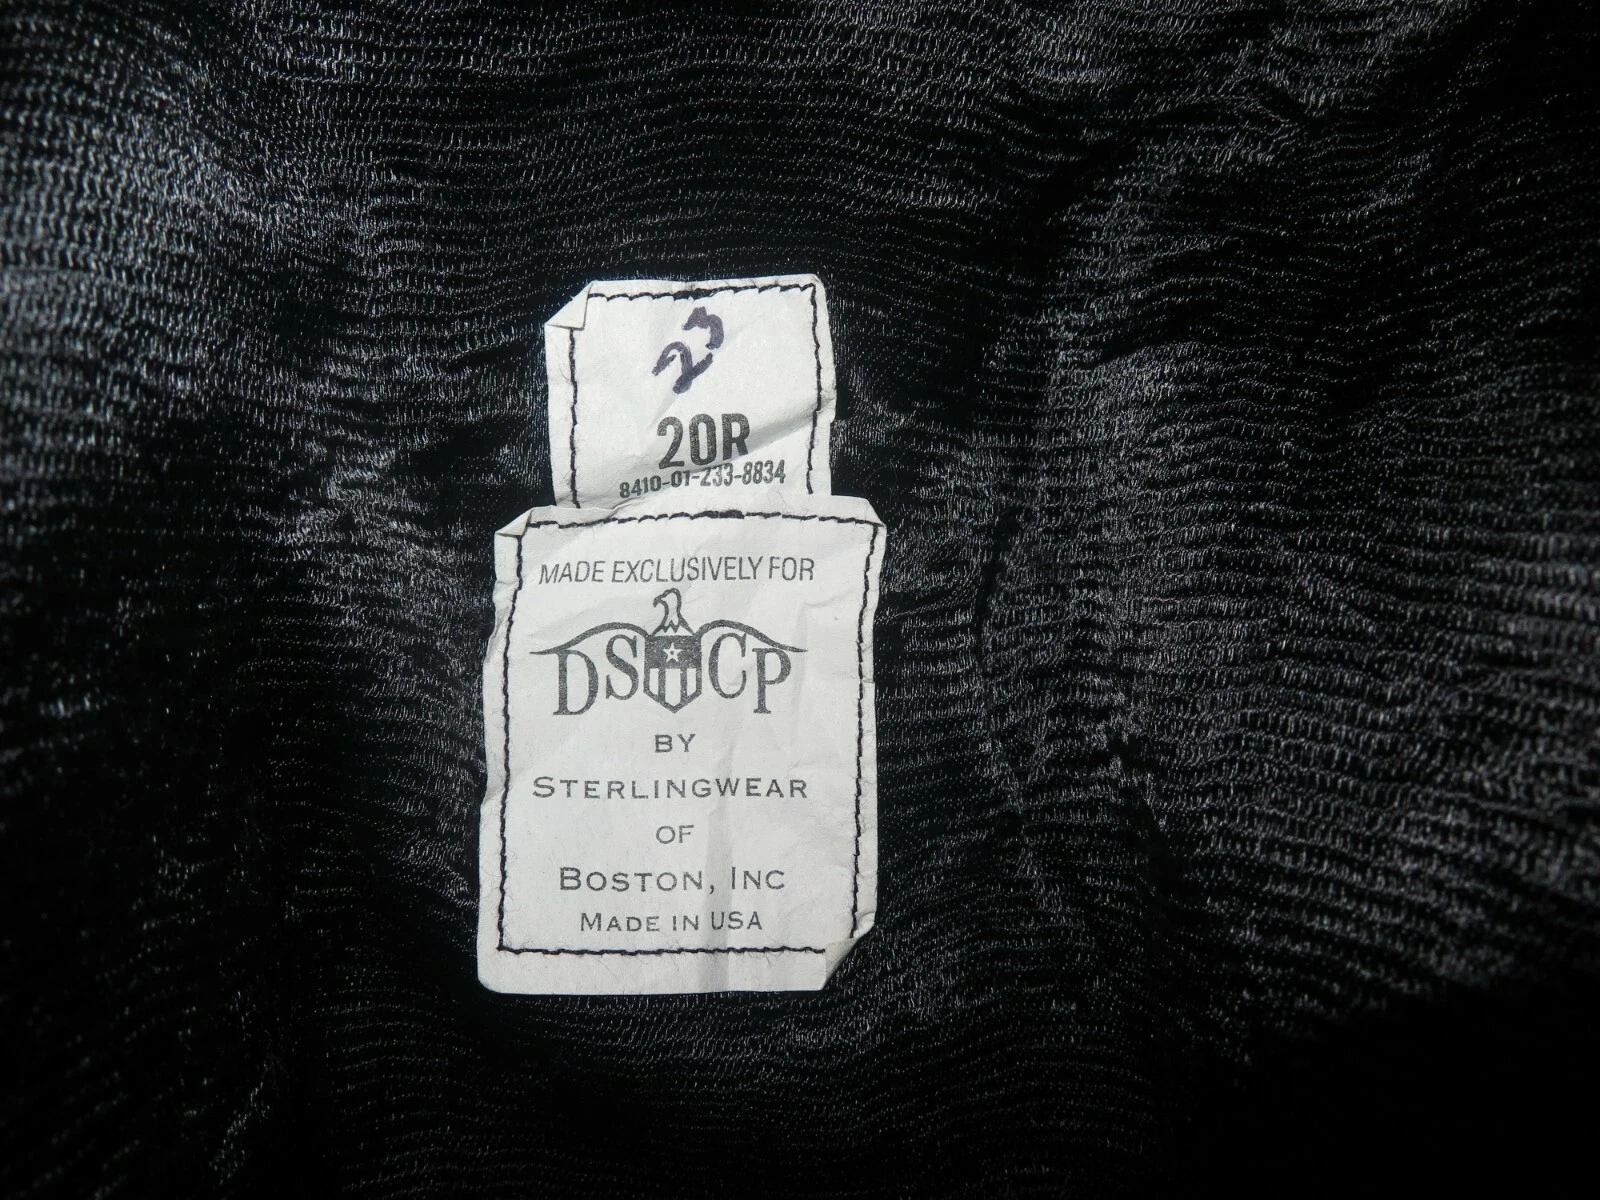 23
20R
8410-01-233-8834
MADE EXCLUSIVELY FOR
DSCP
BY
STERLINGWEAR
OF
BOSTON, INC
MADE IN USA